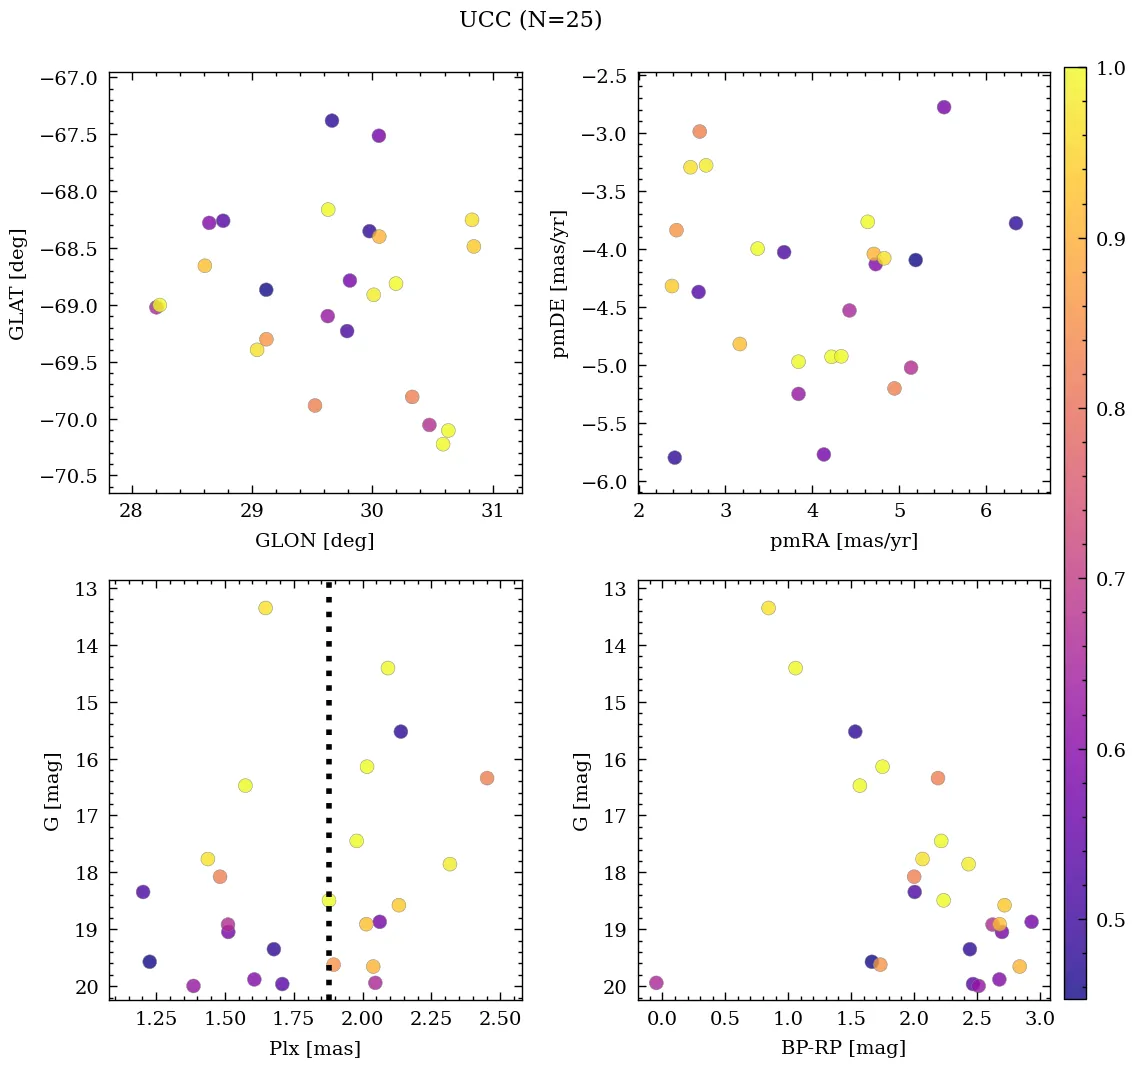 UCC (N=25)
−67.0
−67.5
−68.0
−68.5
−69.0
−69.5
−70.0
−70.5
GLAT [deg]
28 29 30 31
GLON [deg]
−2.5
−3.0
−3.5
−4.0
−4.5
−5.0
−5.5
−6.0
pmDE [mas/yr]
2 3 4 5 6
pmRA [mas/yr]
13
14
15
16
17
18
19
20
G [mag]
1.25 1.50 1.75 2.00 2.25 2.50
Plx [mas]
13
14
15
16
17
18
19
20
G [mag]
0.0 0.5 1.0 1.5 2.0 2.5 3.0
BP-RP [mag]
1.0
0.9
0.8
0.7
0.6
0.5